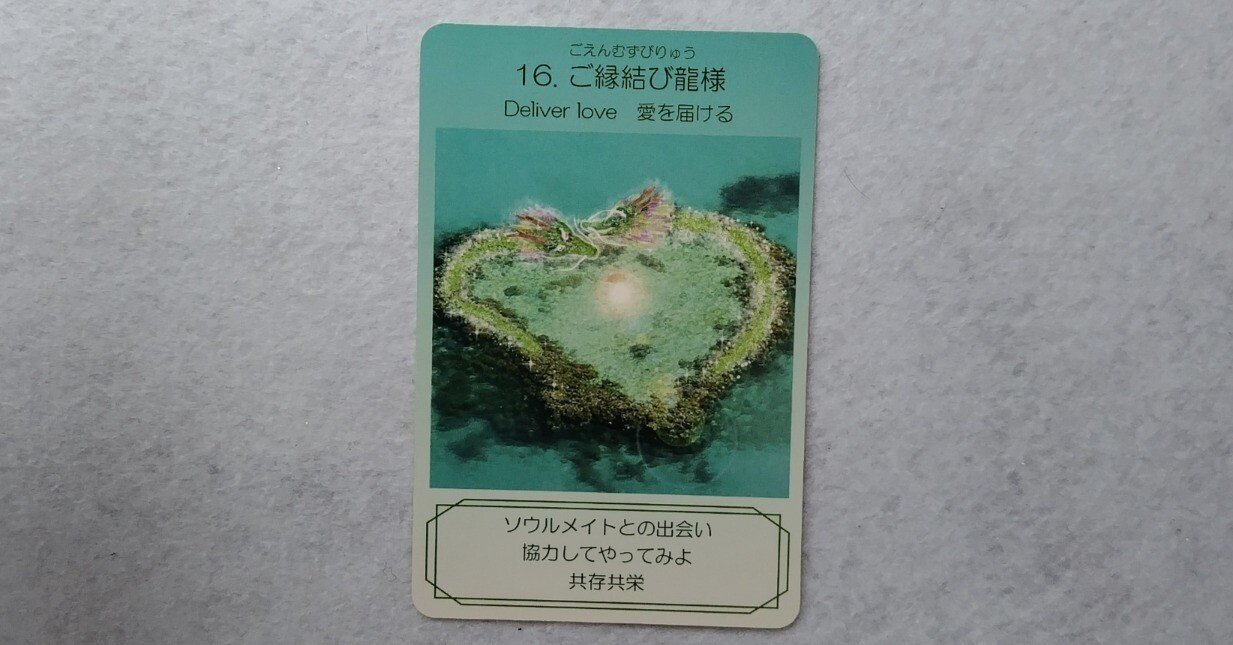 ごえんむずびりゅう
16. ご縁結び龍様
Deliver love　愛を届ける
ソウルメイトとの出会い
協力してやってみよ
共存共栄